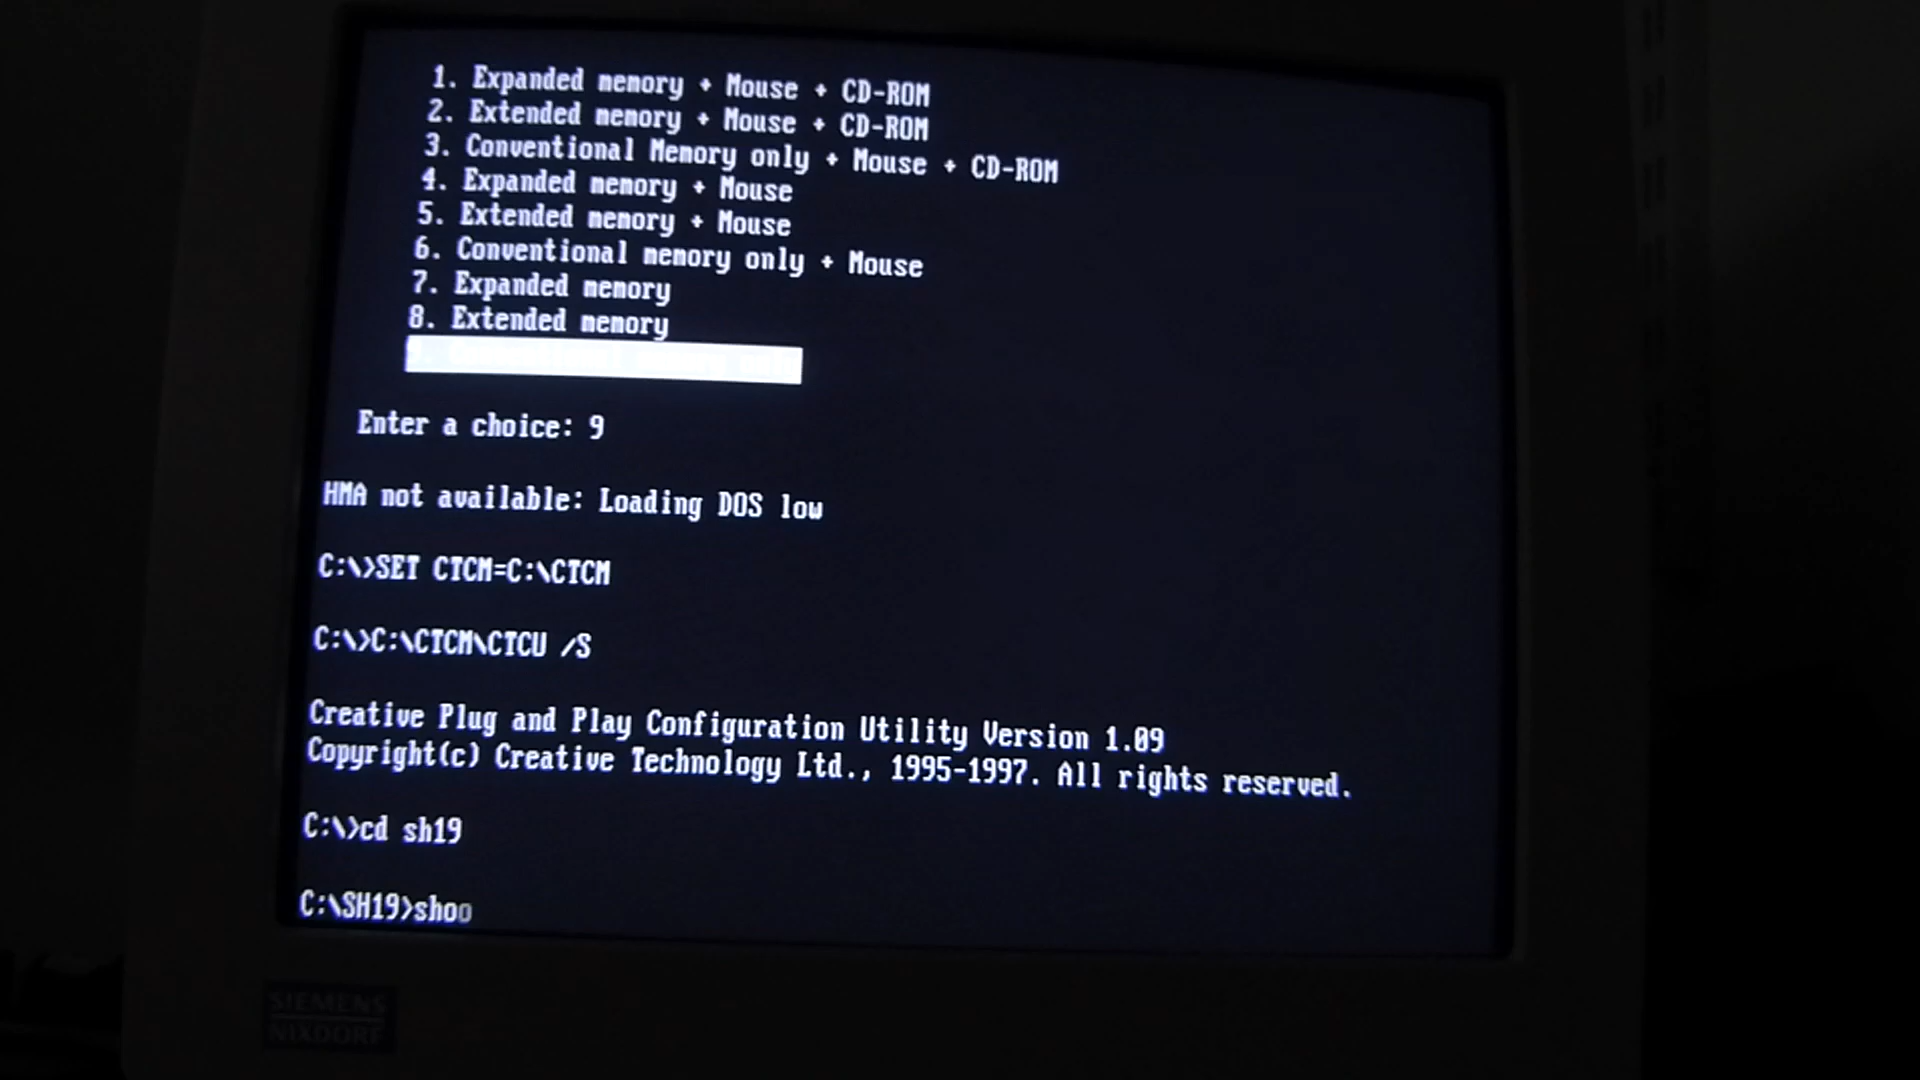 1. Expanded memory + Mouse + CD-ROM
2. Extended memory + Mouse + CD-ROM
3. Conventional Memory only + Mouse + CD-ROM
4. Expanded memory + Mouse
5. Extended memory + Mouse
6. Conventional memory only + Mouse
7. Expanded memory
8. Extended memory
Enter a choice: 9
HMA not available: Loading DOS low
C:\>SET CTCM=C:\CTCM
C:\>C:\CTCM\CTCU /S
Creative Plug and Play Configuration Utility Version 1.09
Copyright(c) Creative Technology Ltd., 1995-1997. All rights reserved.
C:\>cd sh19
C:\SH19>shoo
SIEMENS
NIXDORF